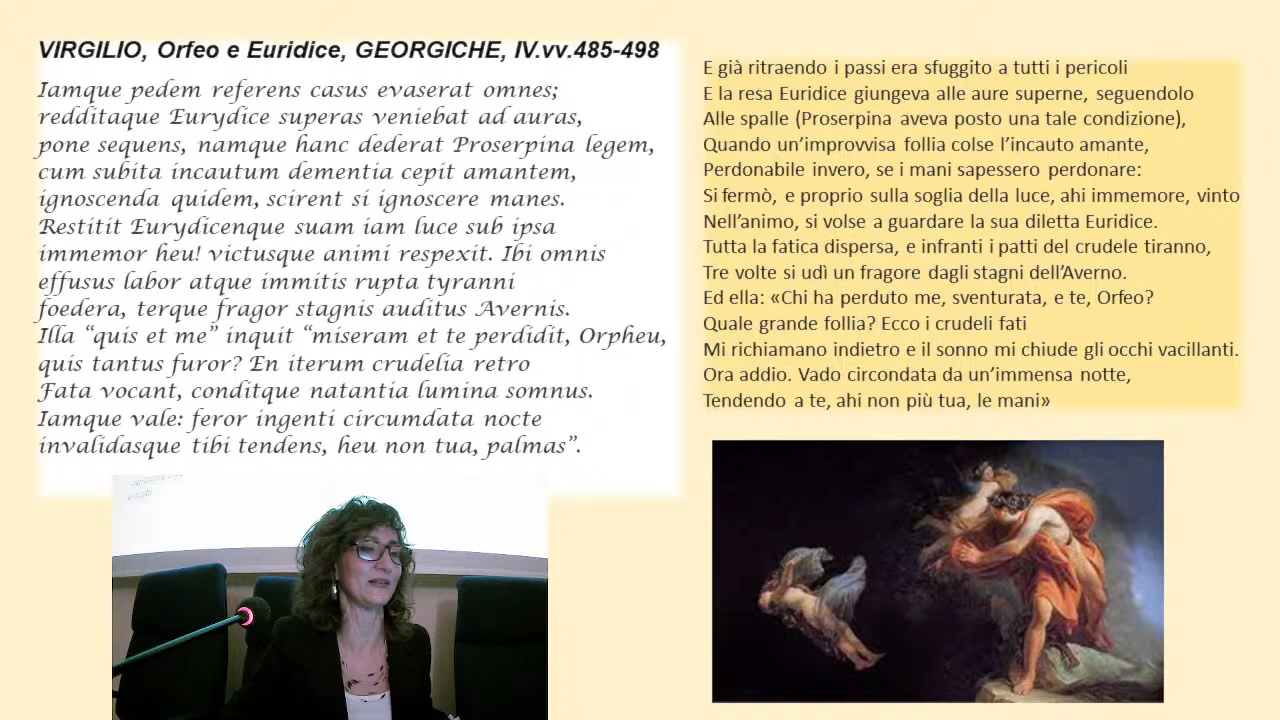 VIRGILIO, Orfeo e Euridice, GEORGICHE, IV.vv.485-498
Iamque pedem referens casus evaserat omnes;
redditaque Eurydice superas veniebat ad auras,
pone sequens, namque hanc dederat Proserpina legem,
cum subita incautum dementia cepit amantem,
ignoscenda quidem, scirent si ignoscere manes.
Restitit Eurydicenque suam iam luce sub ipsa
immemor heu! victusque animi respexit. Ibi omnis
effusus labor atque immitis rupta tyranni
foedera, terque fragor stagnis auditus Avernis.
Illa “quis et me” inquit “miseram et te perdidit, Orpheu,
quis tantus furor? En iterum crudelia retro
Fata vocant, conditque natantia lumina somnus.
Iamque vale: feror ingenti circumdata nocte
invalidasque tibi tendens, heu non tua, palmas”.
E già ritraendo i passi era sfuggito a tutti i pericoli
E la resa Euridice giungeva alle aure superne, seguendolo
Alle spalle (Proserpina aveva posto una tale condizione),
Quando un’improvvisa follia colse l’incauto amante,
Perdonabile invero, se i mani sapessero perdonare:
Si fermò, e proprio sulla soglia della luce, ahi immemore, vinto
Nell’animo, si volse a guardare la sua diletta Euridice.
Tutta la fatica dispersa, e infranti i patti del crudele tiranno,
Tre volte si udì un fragore dagli stagni dell’Averno.
Ed ella: «Chi ha perduto me, sventurata, e te, Orfeo?
Quale grande follia? Ecco i crudeli fati
Mi richiamano indietro e il sonno mi chiude gli occhi vacillanti.
Ora addio. Vado circondata da un’immensa notte,
Tendendo a te, ahi non più tua, le mani»